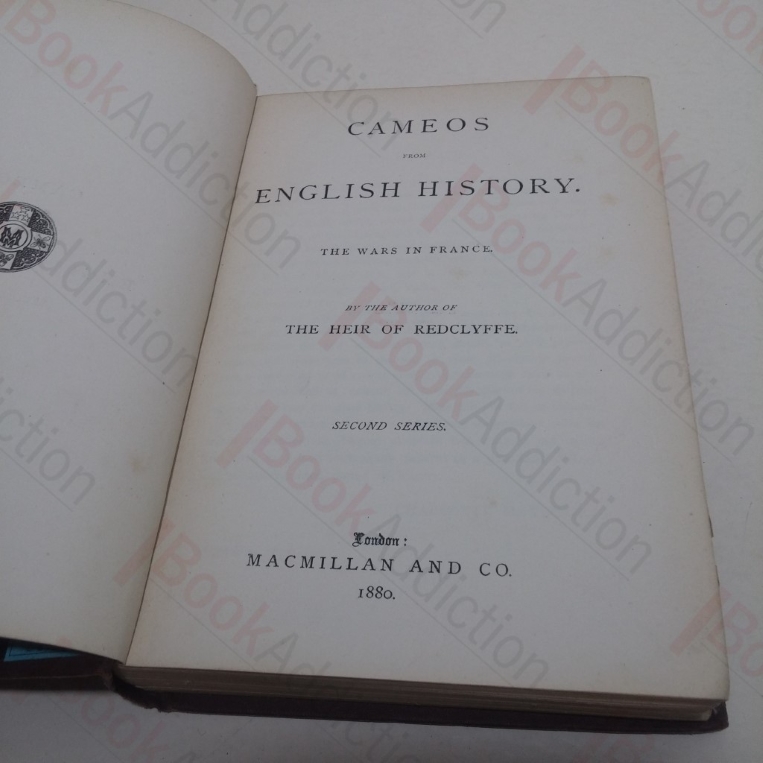 CAMEOS
FROM
ENGLISH HISTORY.
THE WARS IN FRANCE.
BY THE AUTHOR OF
THE HEIR OF REDCLYFFE.
SECOND SERIES.
London:
MACMILLAN AND CO.
1880.
BookAddiction